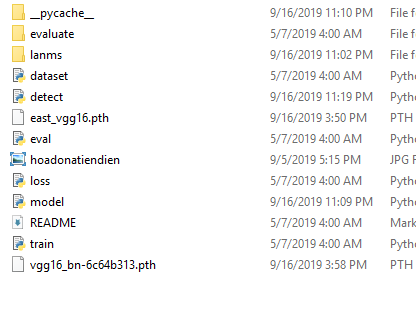 __pycache__ 9/16/2019 11:10 PM File f
evaluate 5/7/2019 4:00 AM File f
lanms 9/16/2019 11:02 PM File f
dataset 5/7/2019 4:00 AM Pytho
detect 9/16/2019 11:19 PM Pytho
east_vgg16.pth 9/16/2019 3:50 PM PTH
eval 5/7/2019 4:00 AM Pytho
hoadonatiendien 9/5/2019 5:15 PM JPG F
loss 5/7/2019 4:00 AM Pytho
model 9/16/2019 11:09 PM Pytho
README 5/7/2019 4:00 AM Mark
train 5/7/2019 4:00 AM Pytho
vgg16_bn-6c64b313.pth 9/16/2019 3:58 PM PTH